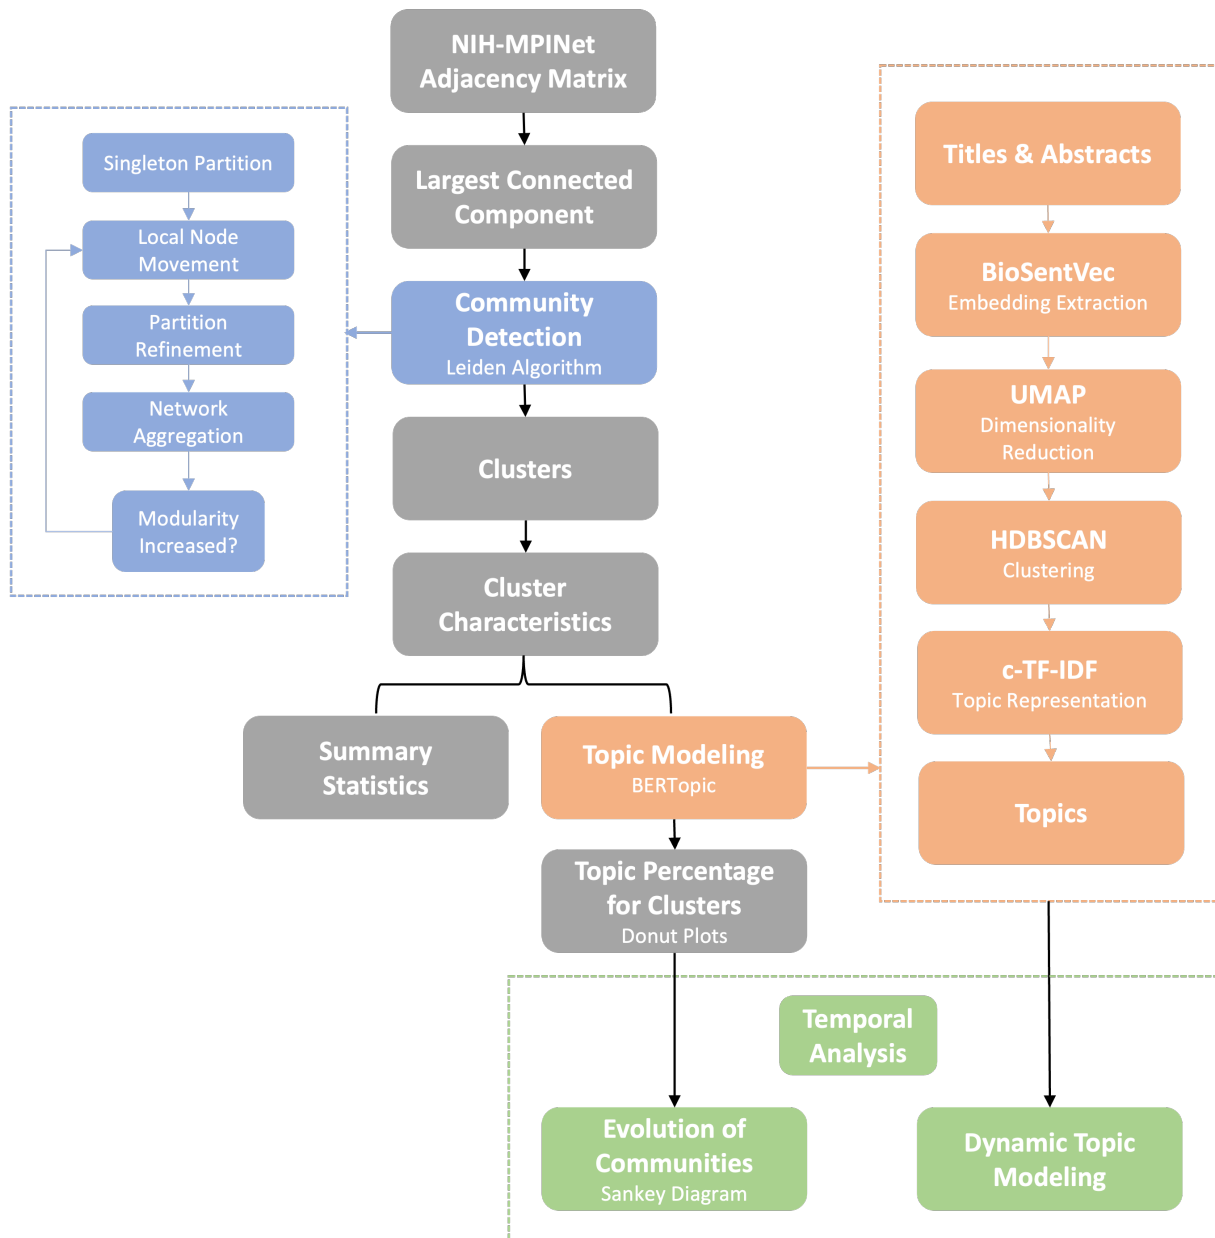 NIH-MPINet
Adjacency Matrix
Largest Connected
Component
Community
Detection
Leiden Algorithm
Singleton Partition
Local Node
Movement
Partition
Refinement
Network
Aggregation
Modularity
Increased?
Clusters
Cluster
Characteristics
Summary
Statistics
Topic Modeling
BERTopic
Titles & Abstracts
BioSentVec
Embedding Extraction
UMAP
Dimensionality
Reduction
HDBSCAN
Clustering
c-TF-IDF
Topic Representation
Topics
Topic Percentage
for Clusters
Donut Plots
Temporal
Analysis
Evolution of
Communities
Sankey Diagram
Dynamic Topic
Modeling